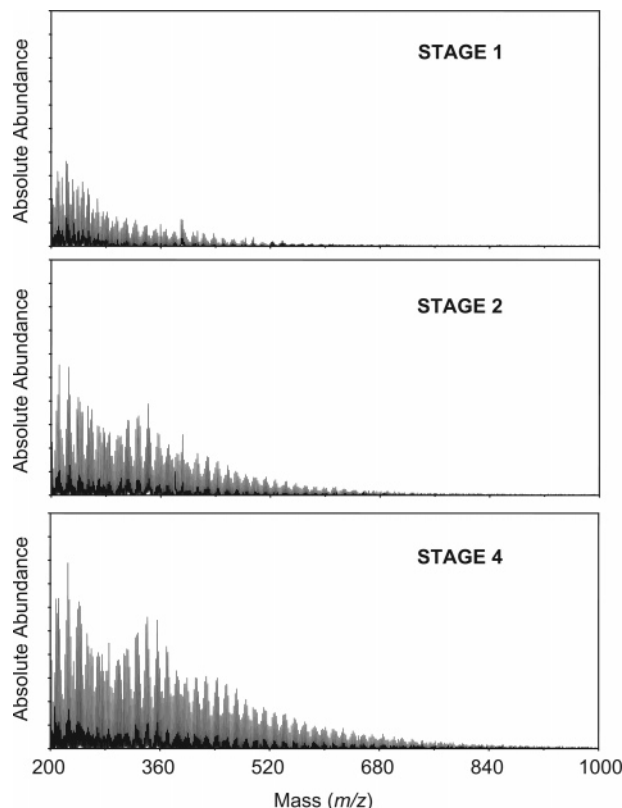 Absolute Abundance
STAGE 1
Absolute Abundance
STAGE 2
Absolute Abundance
STAGE 4
200 360 520 680 840 1000
Mass (m/z)